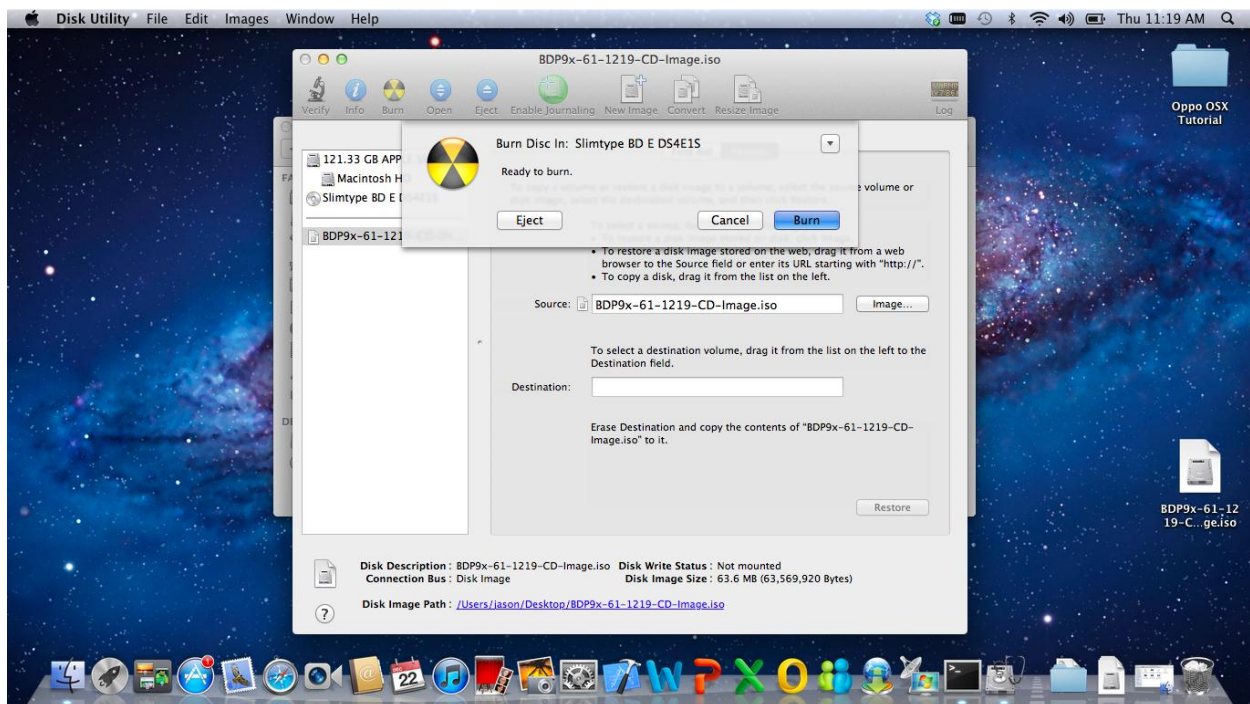 Disk Utility File Edit Images Window Help
Thu 11:19 AM
BDP9x-61-1219-CD-Image.iso
Verify Info Burn Open Eject Enable Journaling New Image Convert Resize Image Log
Burn Disc In: Slimtype BD E DS4E1S
Ready to burn.
Eject Cancel Burn
121.33 GB APP
Macintosh H
Slimtype BD E
BDP9x-61-121
e volume or
• To restore a disk image stored on the web, drag it from a web
browser to the Source field or enter its URL starting with "http://".
• To copy a disk, drag it from the list on the left.
Source: BDP9x-61-1219-CD-Image.iso Image...
To select a destination volume, drag it from the list on the left to the
Destination field.
Destination:
Erase Destination and copy the contents of "BDP9x-61-1219-CD-
Image.iso" to it.
Restore
Disk Description : BDP9x-61-1219-CD-Image.iso Disk Write Status : Not mounted
Connection Bus : Disk Image Disk Image Size : 63.6 MB (63,569,920 Bytes)
Disk Image Path : /Users/jason/Desktop/BDP9x-61-1219-CD-Image.iso
Oppo OSX
Tutorial
BDP9x-61-12
19-C...ge.iso
22